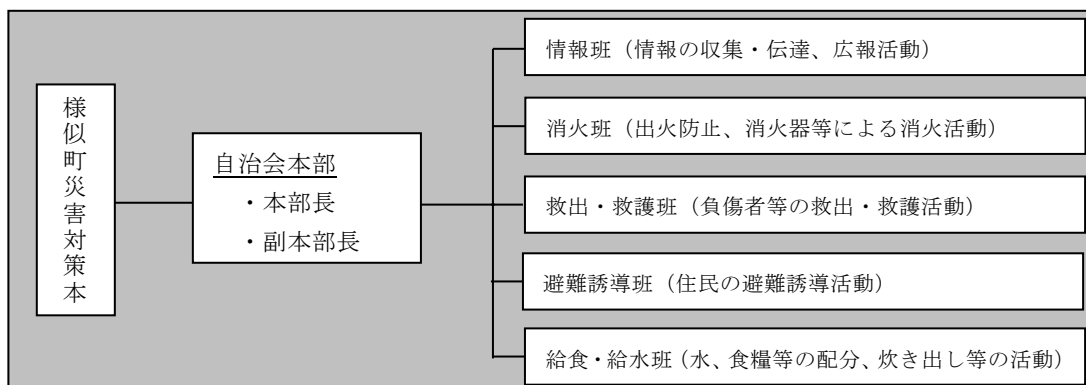 様似町災害対策本
自治会本部
・本部長
・副本部長
情報班（情報の収集・伝達、広報活動）
消火班（出火防止、消火器等による消火活動）
救出・救護班（負傷者等の救出・救護活動）
避難誘導班（住民の避難誘導活動）
給食・給水班（水、食糧等の配分、炊き出し等の活動）